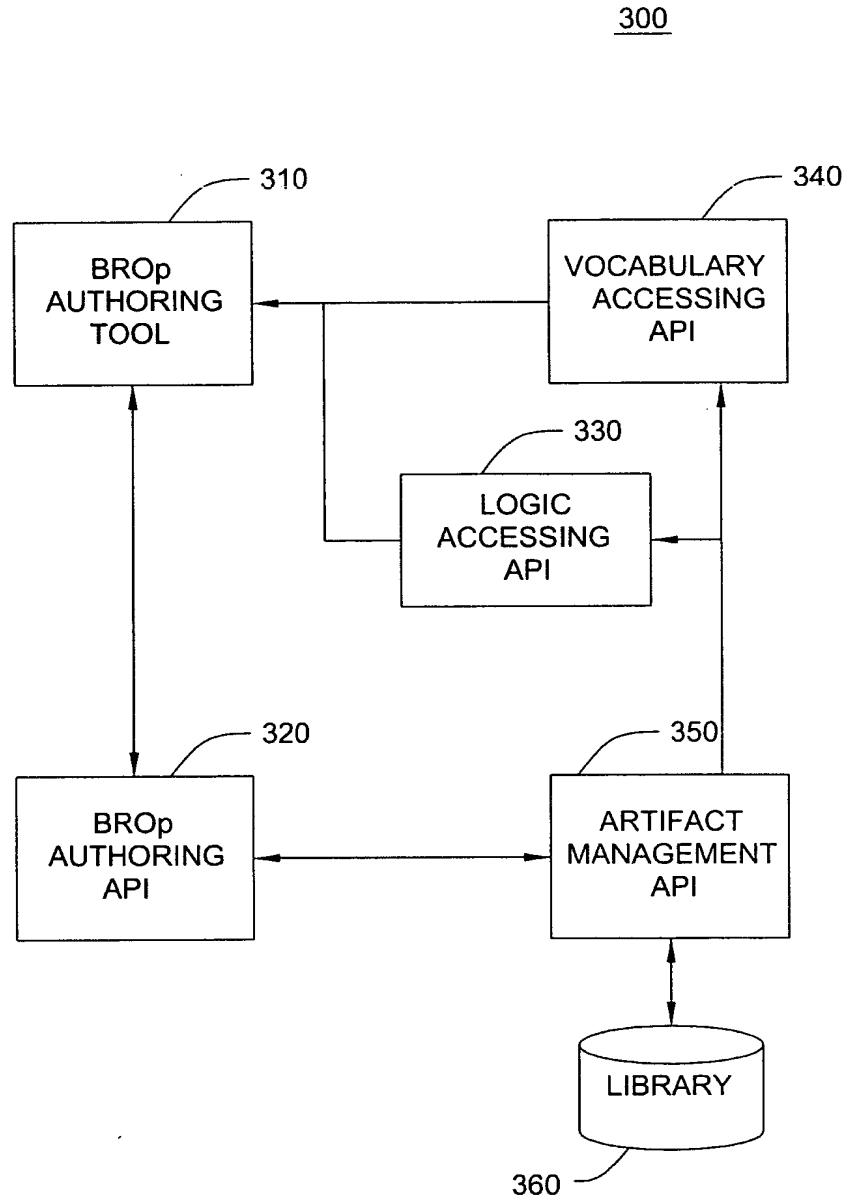 300
310
BROp
AUTHORING
TOOL
340
VOCABULARY
ACCESSING
API
330
LOGIC
ACCESSING
API
320
BROp
AUTHORING
API
350
ARTIFACT
MANAGEMENT
API
LIBRARY
360